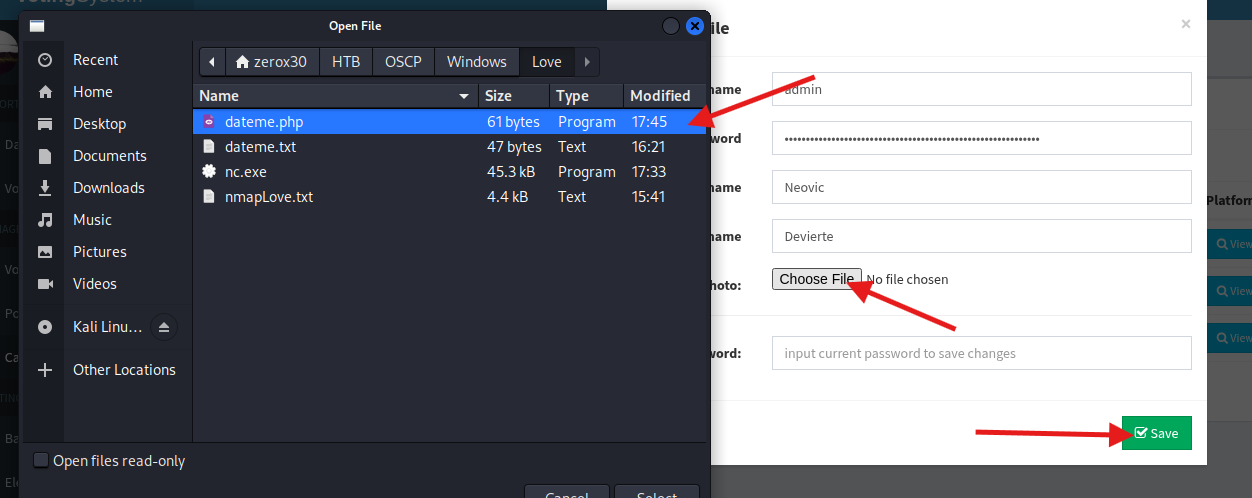 VotingSystem
Open File
Recent
Home
Desktop
Documents
Downloads
Music
Pictures
Videos
Kali Linu...
Other Locations
zerox30 HTB OSCP Windows Love
Name Size Type Modified
dateme.php 61 bytes Program 17:45
dateme.txt 47 bytes Text 16:21
nc.exe 45.3 kB Program 17:33
nmapLove.txt 4.4 kB Text 15:41
Open files read-only
Cancel Select
ile
×
name admin
word ••••••••••••••••••••••••••••••••••••••••••••••••••••••••••••
name Neovic
name Devierte
hoto: Choose File No file chosen
word: input current password to save changes
Save
Platfor
View
View
View